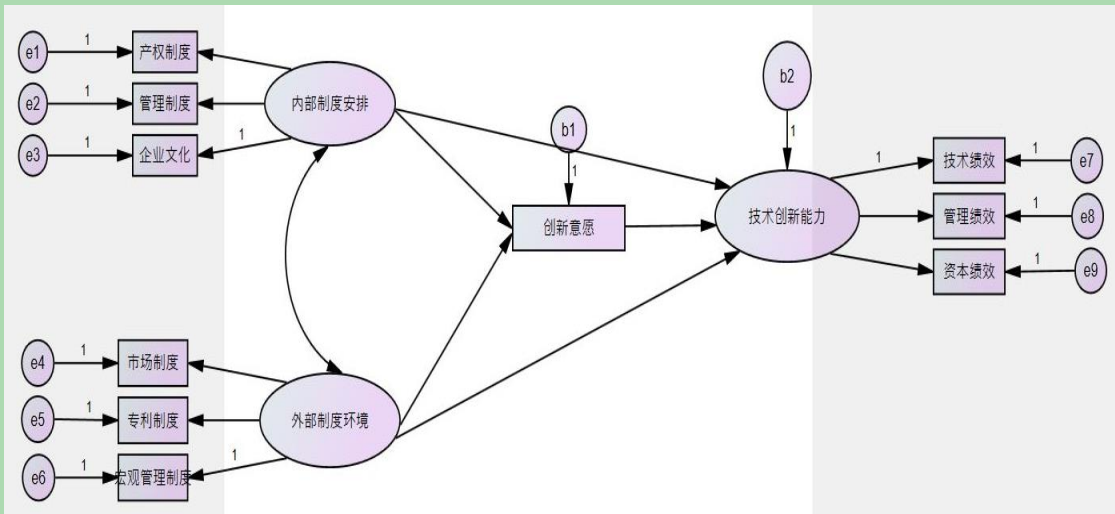 e1
1
产权制度
e2
1
管理制度
e3
1
企业文化
1
内部制度安排
b1
1
b2
1
创新意愿
技术创新能力
1
技术绩效
1
e7
管理绩效
1
e8
资本绩效
1
e9
e4
1
市场制度
e5
1
专利制度
e6
1
宏观管理制度
1
外部制度环境